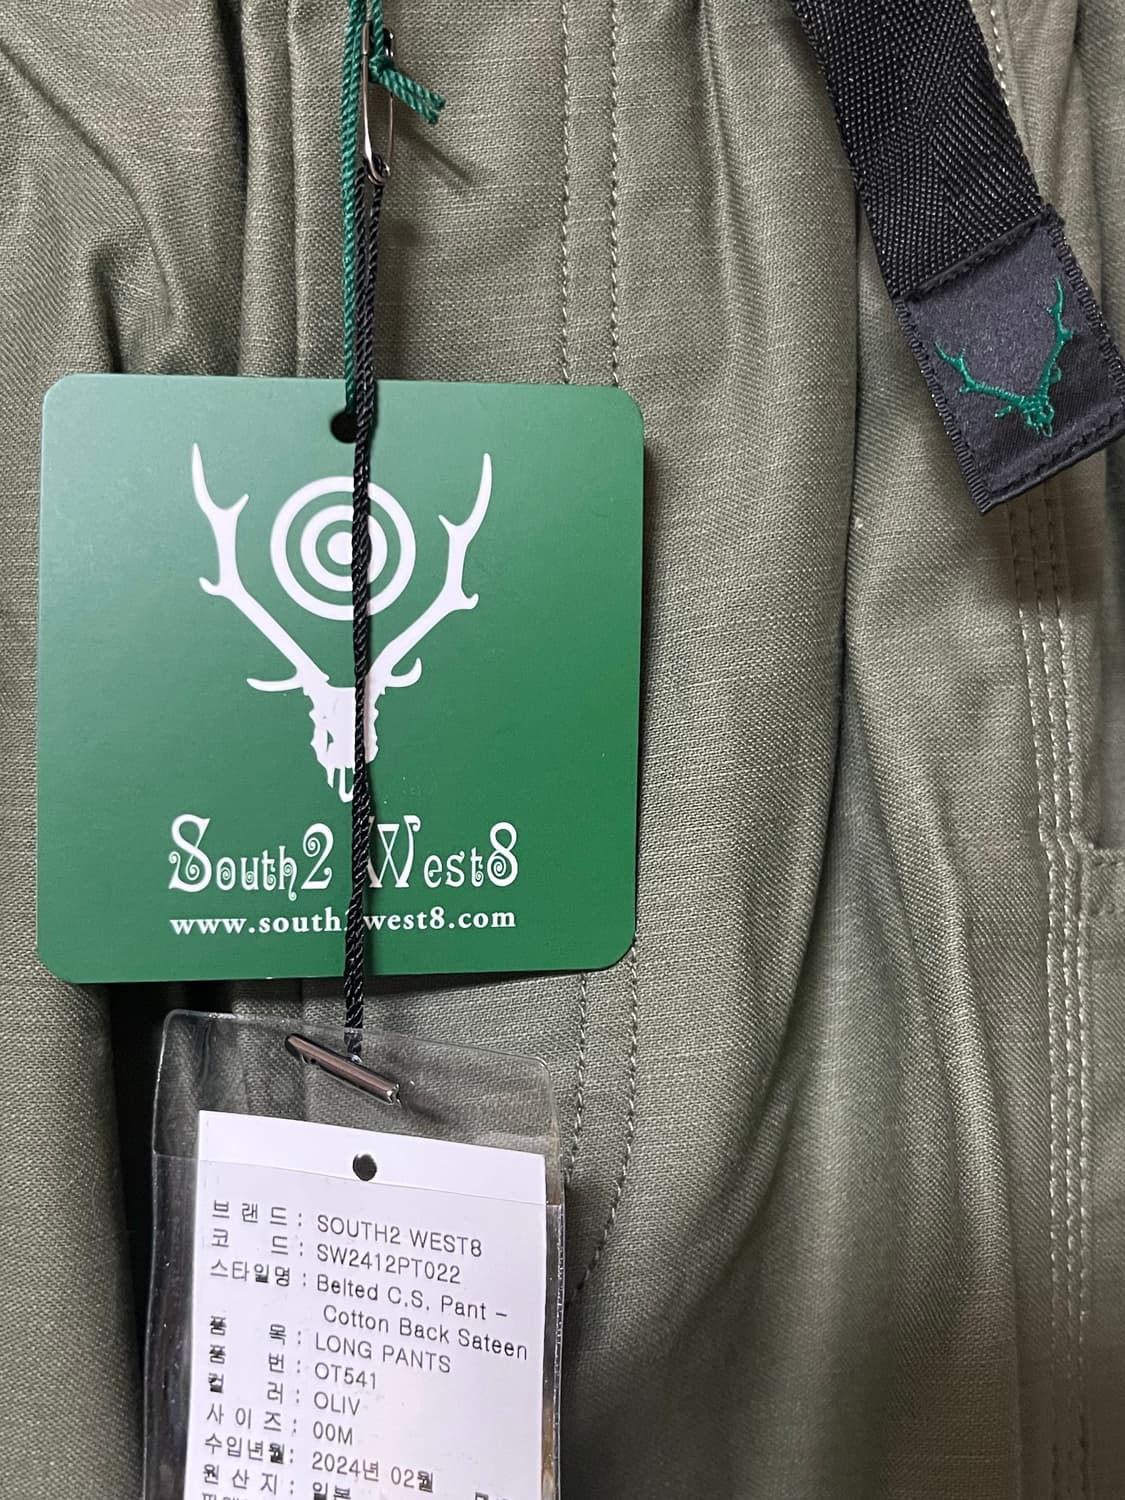 South2 West8
www.south2west8.com
브랜드: SOUTH2 WEST8
코드: SW2412PT022
스타일명: Belted C.S. Pant -
Cotton Back Sateen
품목: LONG PANTS
품번: OT541
컬러: OLIV
사이즈: 00M
수입년월: 2024년 02월
원산지: 일본